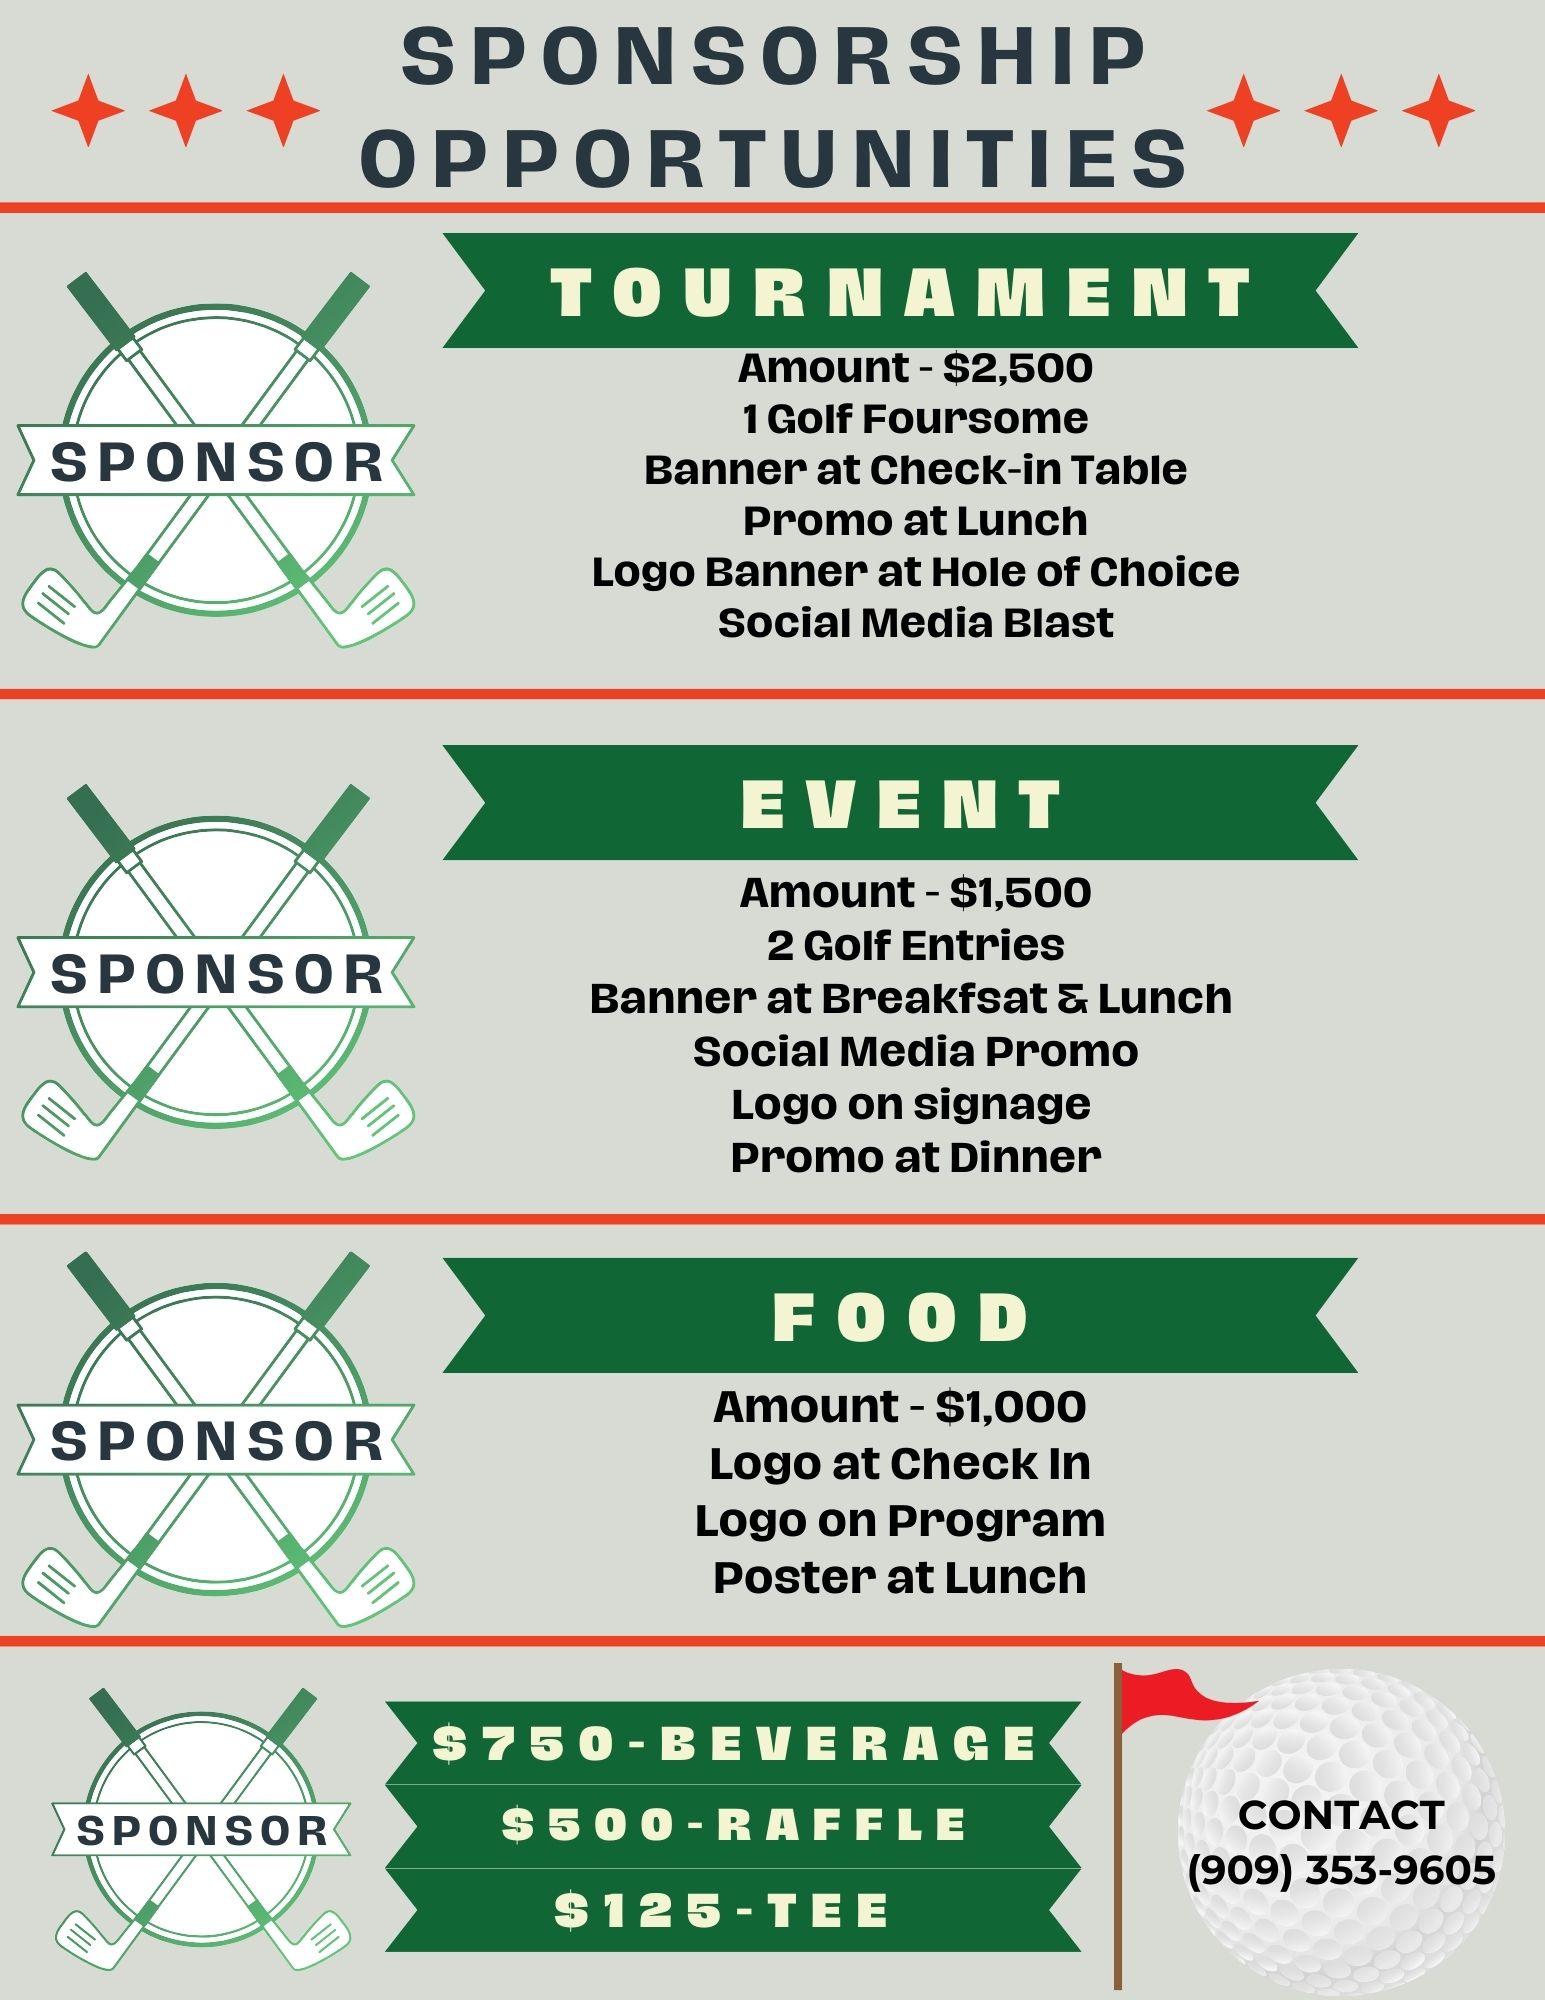 SPONSORSHIP
OPPORTUNITIES
TOURNAMENT
SPONSOR
Amount - $2,500
1 Golf Foursome
Banner at Check-in Table
Promo at Lunch
Logo Banner at Hole of Choice
Social Media Blast
EVENT
SPONSOR
Amount - $1,500
2 Golf Entries
Banner at Breakfsat & Lunch
Social Media Promo
Logo on signage
Promo at Dinner
FOOD
SPONSOR
Amount - $1,000
Logo at Check In
Logo on Program
Poster at Lunch
SPONSOR
$750-BEVERAGE
$500-RAFFLE
$125-TEE
CONTACT
(909) 353-9605